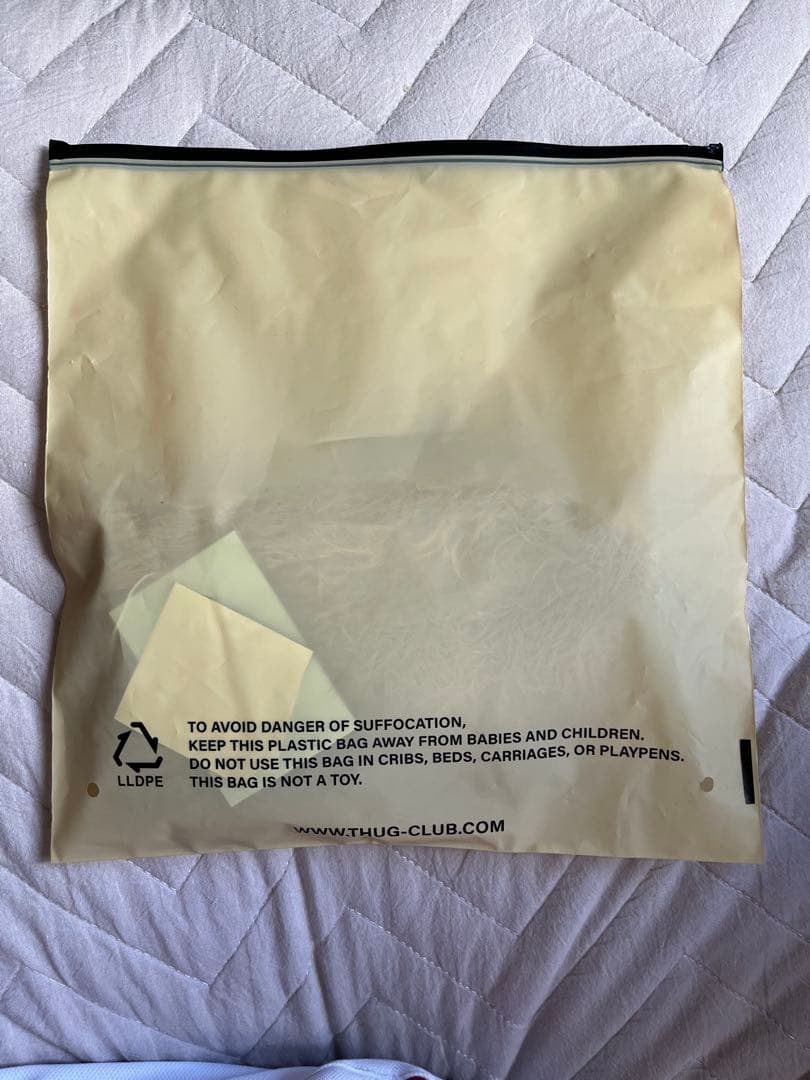 TO AVOID DANGER OF SUFFOCATION,
KEEP THIS PLASTIC BAG AWAY FROM BABIES AND CHILDREN.
DO NOT USE THIS BAG IN CRIBS, BEDS, CARRIAGES, OR PLAYPENS.
THIS BAG IS NOT A TOY.
LLDPE
WWW.THUG-CLUB.COM